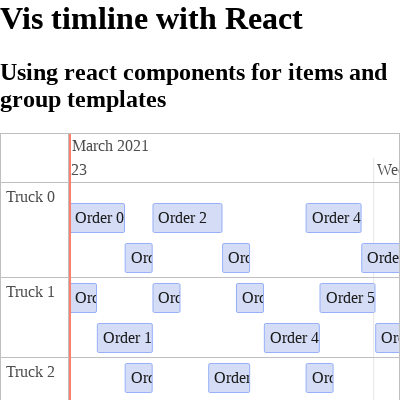 Vis timline with React
Using react components for items and
group templates
March 2021
23
We
Truck 0
Order 0
Order 2
Order 4
Ord
Ord
Orde
Truck 1
Ord
Ord
Ord
Order 5
Order 1
Order 4
Or
Truck 2
Ord
Order
Ord